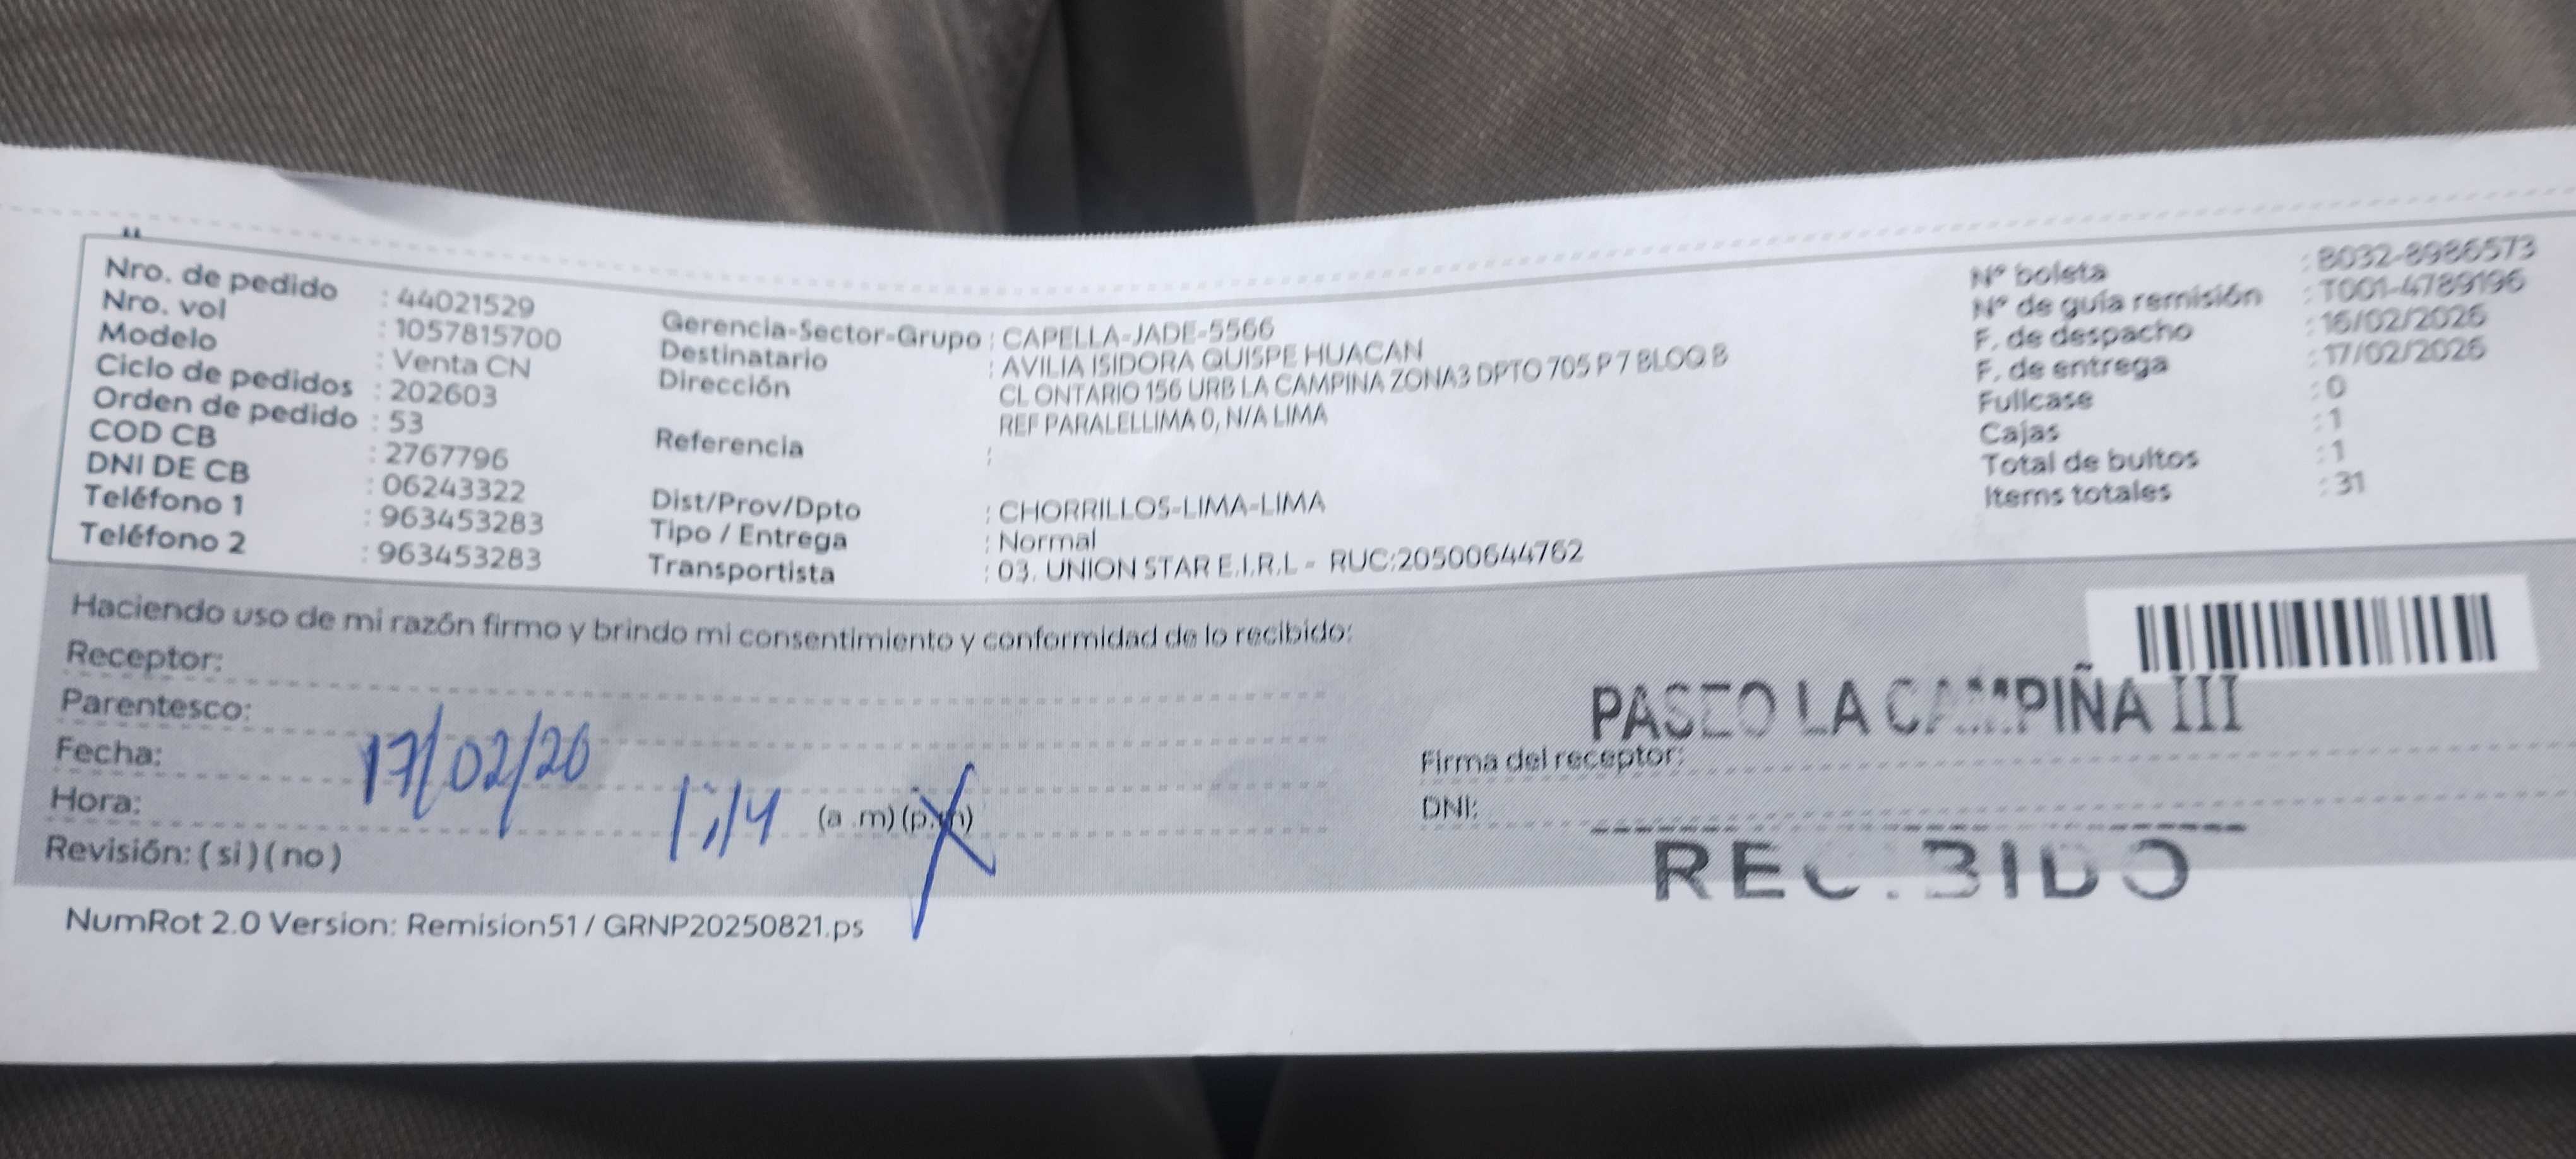 Nro. de pedido : 44021529
Nro. vol : 1057815700
Modelo : Venta CN
Ciclo de pedidos : 202603
Orden de pedido : 53
COD CB : 2767796
DNI DE CB : 06243322
Teléfono 1 : 963453283
Teléfono 2 : 963453283
Gerencia-Sector-Grupo : CAPELLA-JADE-5566
Destinatario : AVILIA ISIDORA QUISPE HUACAN
Dirección : CL ONTARIO 156 URB LA CAMPINA ZONA3 DPTO 705 P 7 BLOQ B
REF PARALELLIMA 0, N/A LIMA
Referencia :
Dist/Prov/Dpto : CHORRILLOS-LIMA-LIMA
Tipo / Entrega : Normal
Transportista : 03. UNION STAR E.I.R.L - RUC:20500644762
N° boleta : B032-8986573
N° de guía remisión : T001-4789196
F. de despacho : 16/02/2026
F. de entrega : 17/02/2026
Fullcase : 0
Cajas : 1
Total de bultos : 1
Items totales : 31
Haciendo uso de mi razón firmo y brindo mi consentimiento y conformidad de lo recibido:
Receptor:
Parentesco:
Fecha: 17/02/20
Hora: 1:14 (a .m) (p.m)
Revisión: ( si ) ( no )
PASEO LA CAMPIÑA III
Firma del receptor:
DNI:
RECIBIDO
NumRot 2.0 Version: Remision51 / GRNP20250821.ps